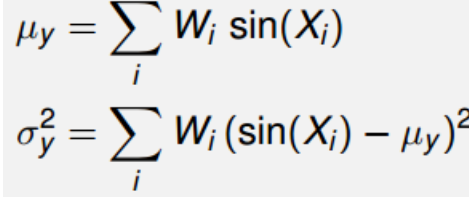 μ_y = ∑_i W_i sin(X_i)
σ_y^2 = ∑_i W_i (sin(X_i) − μ_y)^2